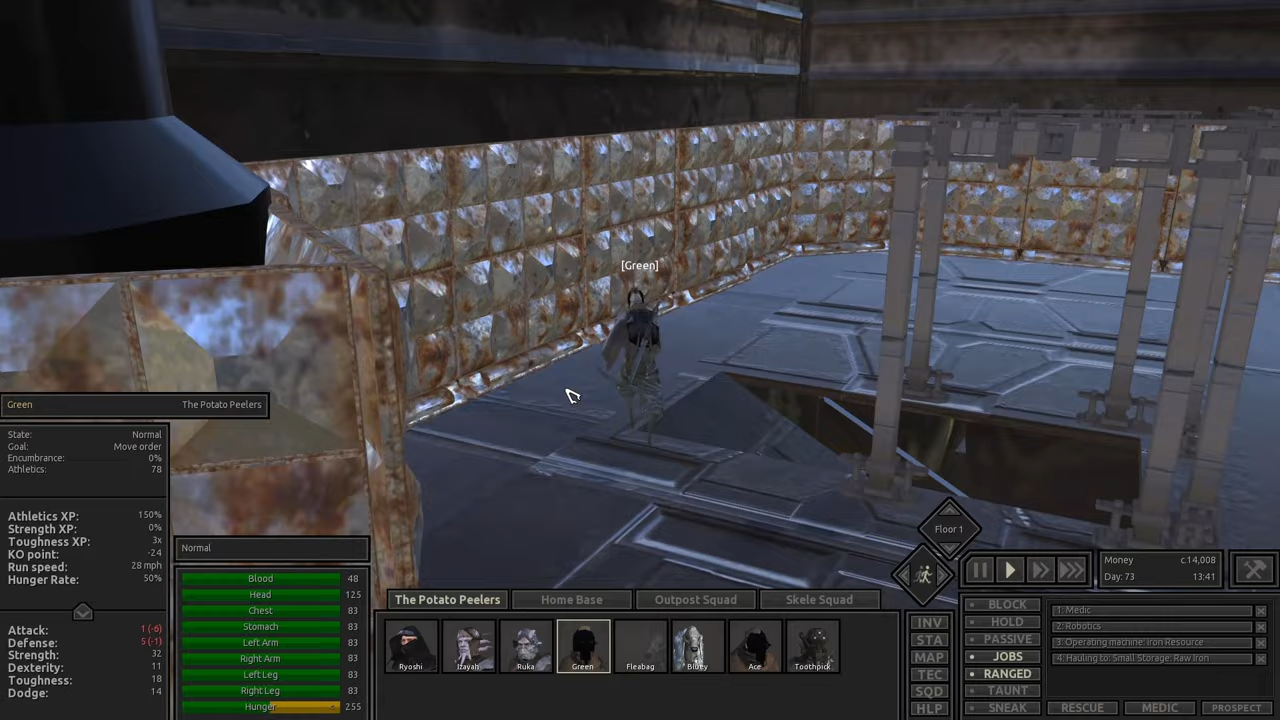 [Green]
Green The Potato Peelers
State: Normal
Goal: Move order
Encumbrance: 0%
Athletics: 78
Athletics XP: 150%
Strength XP: 0%
Toughness XP: 3x
KO point: -24
Run speed: 28 mph
Hunger Rate: 50%
Attack: 1 (-6)
Defense: 5 (-1)
Strength: 32
Dexterity: 11
Toughness: 18
Dodge: 14
Normal
Blood 48
Head 125
Chest 83
Stomach 83
Left Arm 83
Right Arm 83
Left Leg 83
Right Leg 83
Hunger 255
The Potato Peelers Home Base Outpost Squad Skele Squad
Ryoshi Izayah Ruka Green Fleabag Bluey Ace Toothpick
Floor 1
Money c.14,008
Day: 73 13:41
INV
STA
MAP
TEC
SQD
HLP
BLOCK
HOLD
PASSIVE
JOBS
RANGED
TAUNT
SNEAK
1: Medic
2: Robotics
3: Operating machine: Iron Resource
4: Hauling to: Small Storage: Raw Iron
RESCUE MEDIC PROSPECT